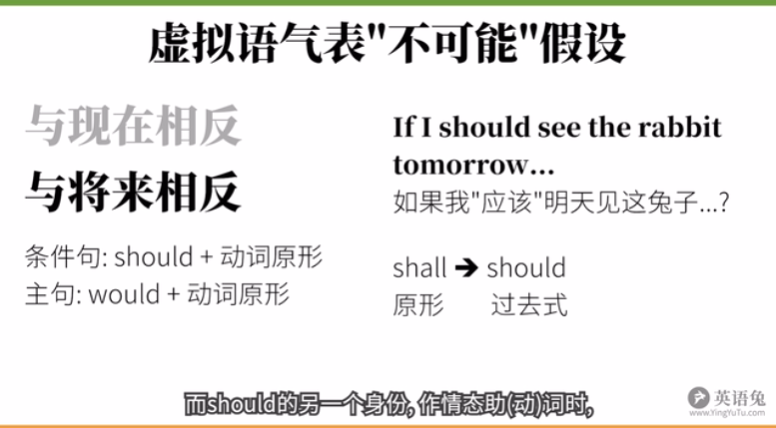 虚拟语气表"不可能"假设
与现在相反
与将来相反
条件句: should + 动词原形
主句: would + 动词原形
If I should see the rabbit
tomorrow...
如果我"应该"明天见这兔子...?
shall ➔ should
原形 过去式
而should的另一个身份, 作情态助(动)词时,
英语兔
www.YingYuTu.com